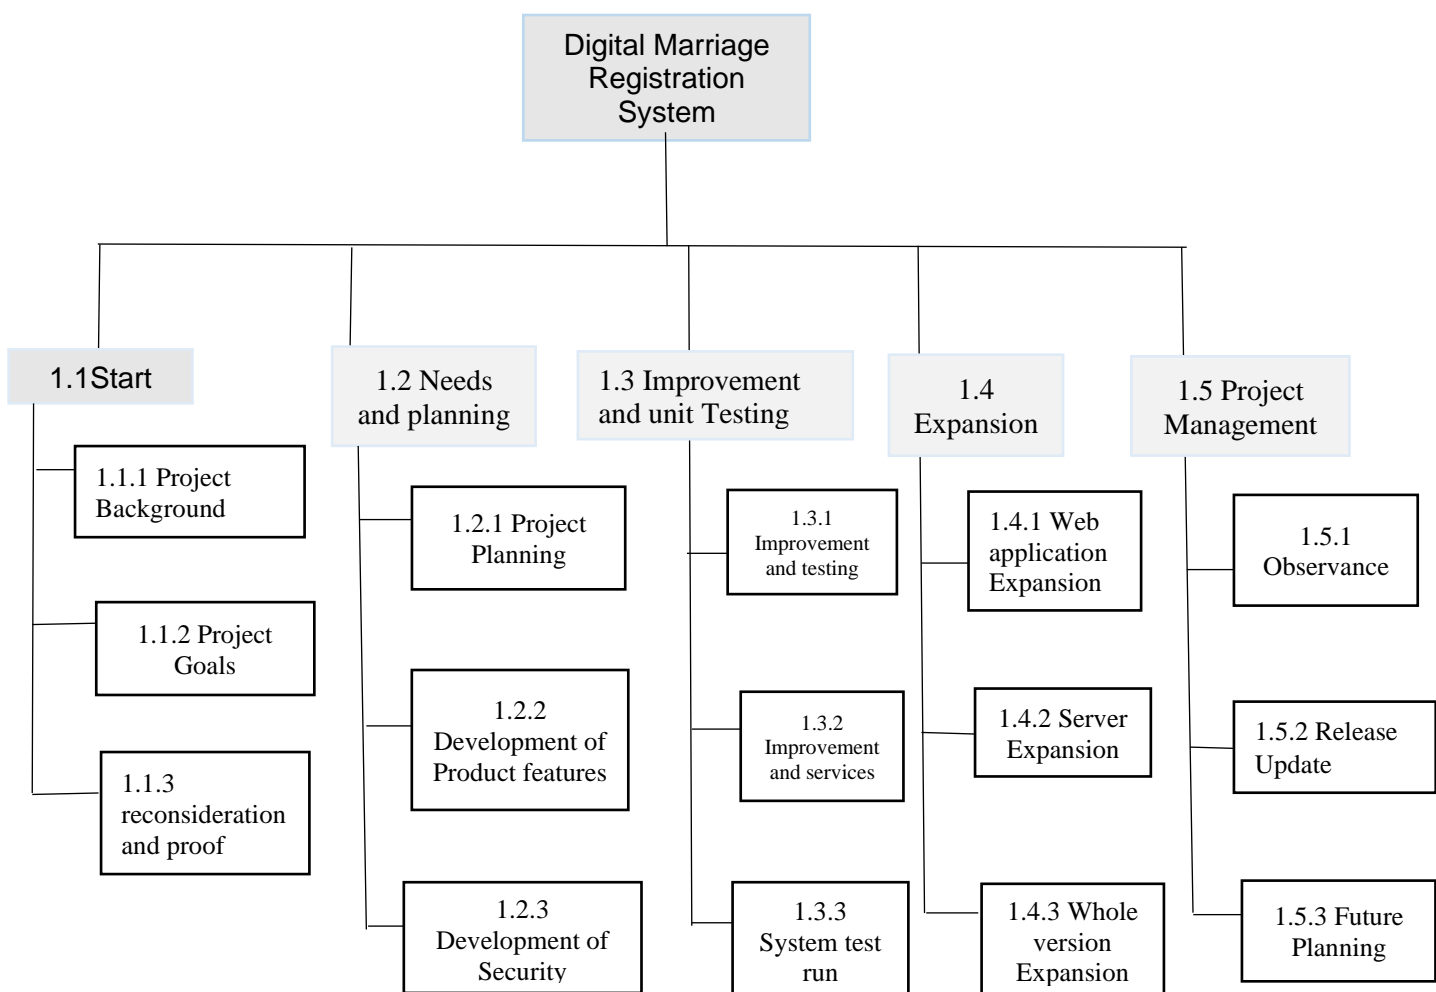 Digital Marriage
Registration
System
1.1Start
1.1.1 Project
Background
1.1.2 Project
Goals
1.1.3
reconsideration
and proof
1.2 Needs
and planning
1.2.1 Project
Planning
1.2.2
Development of
Product features
1.2.3
Development of
Security
1.3 Improvement
and unit Testing
1.3.1
Improvement
and testing
1.3.2
Improvement
and services
1.3.3
System test
run
1.4
Expansion
1.4.1 Web
application
Expansion
1.4.2 Server
Expansion
1.4.3 Whole
version
Expansion
1.5 Project
Management
1.5.1
Observance
1.5.2 Release
Update
1.5.3 Future
Planning